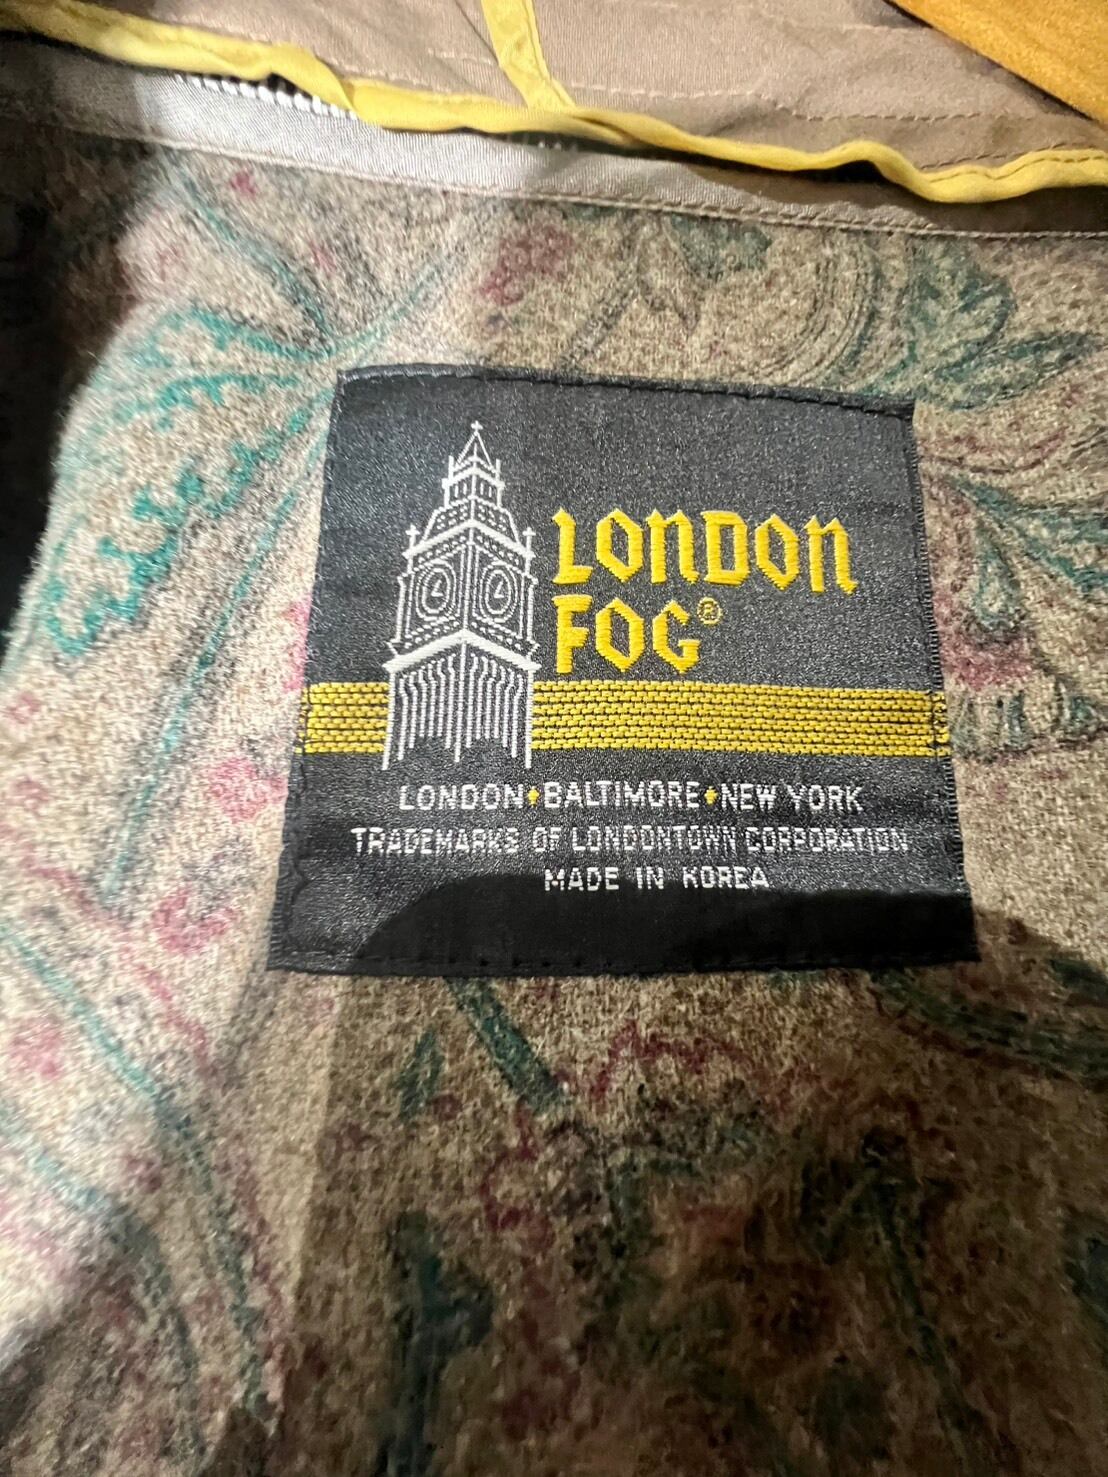 LONDON
FOG®
LONDON♦BALTIMORE♦NEW YORK
TRADEMARKS OF LONDONTOWN CORPORATION
MADE IN KOREA